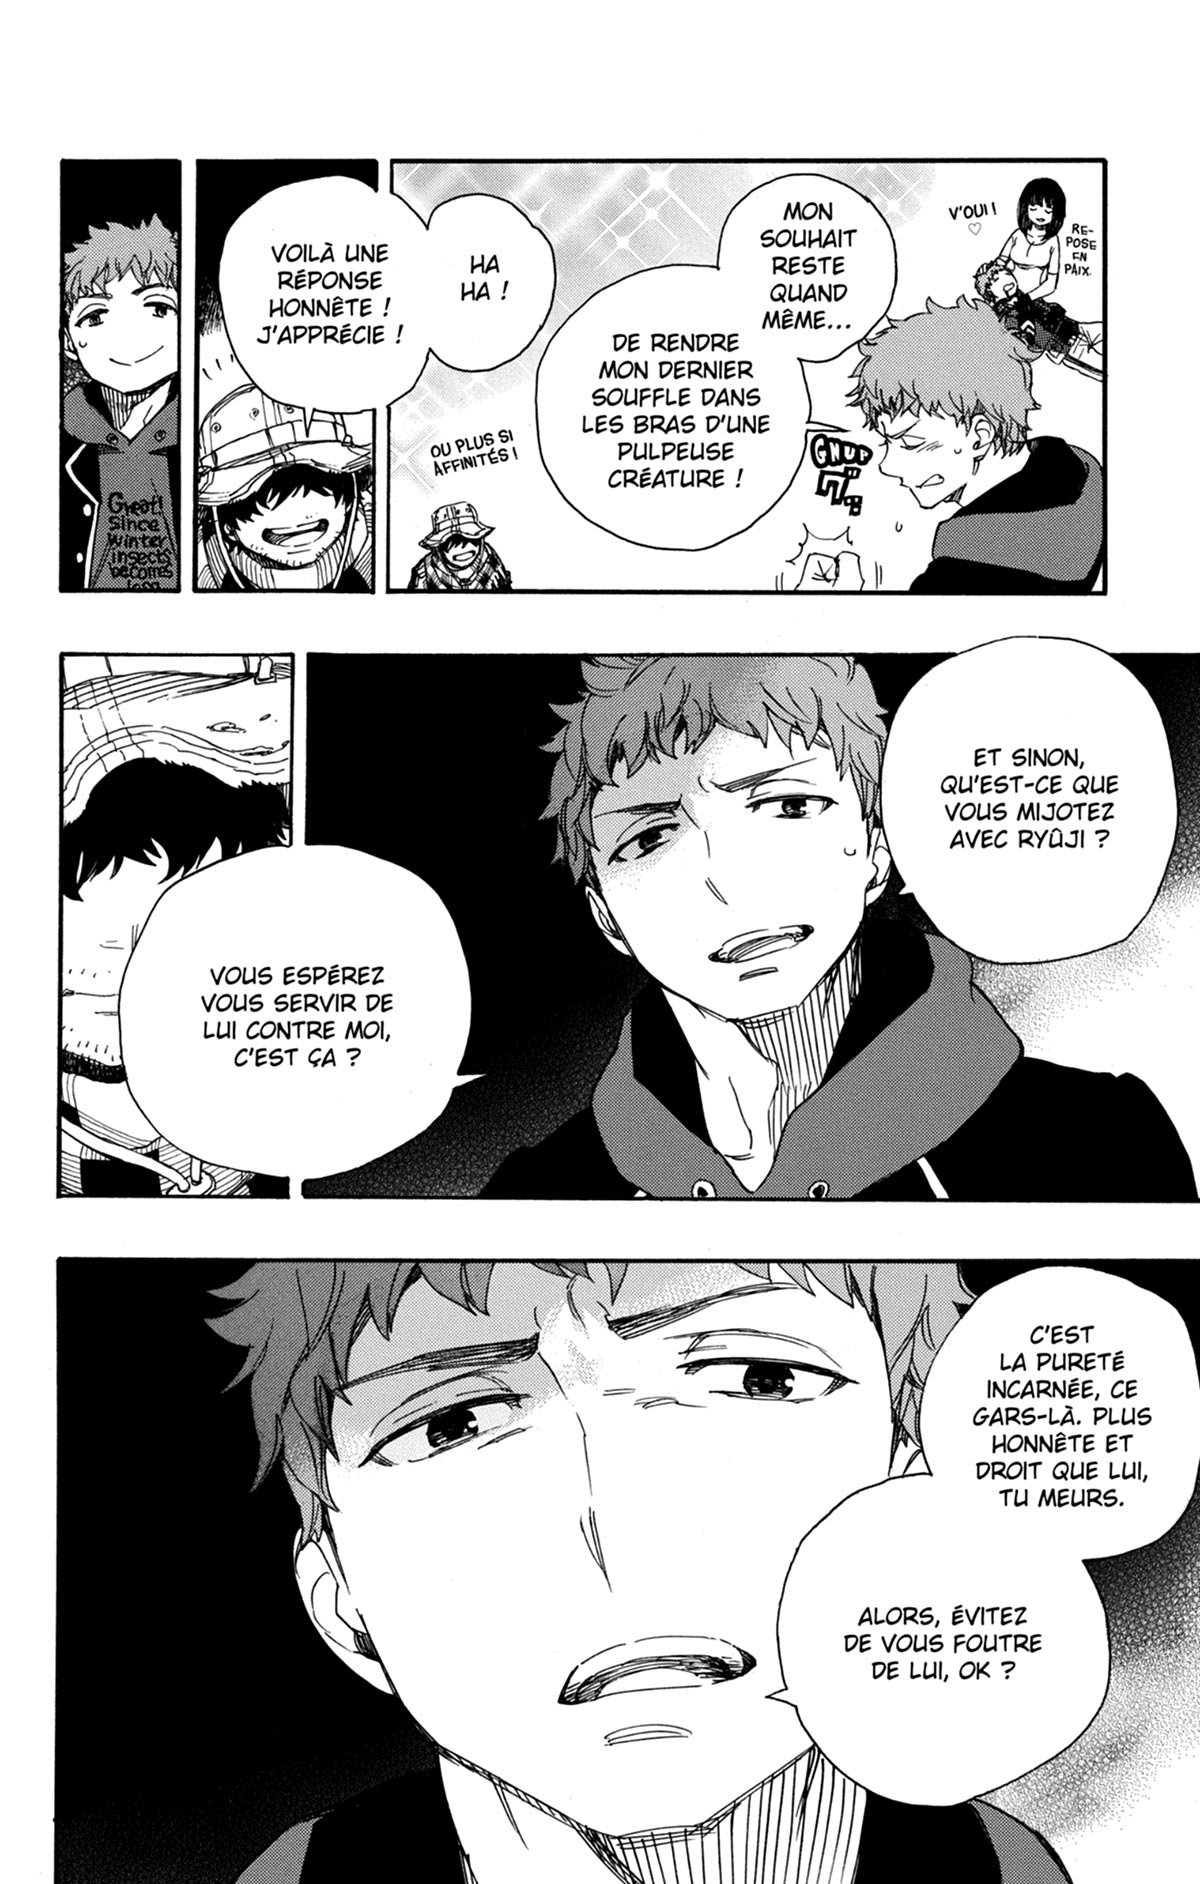 MON
SOUHAIT
RESTE
QUAND
MÊME...
V'OUI !
RE-
POSE
EN
PAIX.
DE RENDRE
MON DERNIER
SOUFFLE DANS
LES BRAS D'UNE
PULPEUSE
CRÉATURE !
GNUF
OU PLUS SI
AFFINITÉS !
HA
HA !
VOILÀ UNE
RÉPONSE
HONNÊTE !
J'APPRÉCIE !
Great!
Since
winter
insects
becomes
ET SINON,
QU'EST-CE QUE
VOUS MIJOTEZ
AVEC RYÛJI ?
VOUS ESPÉREZ
VOUS SERVIR DE
LUI CONTRE MOI,
C'EST ÇA ?
C'EST
LA PURETÉ
INCARNÉE, CE
GARS-LÀ. PLUS
HONNÊTE ET
DROIT QUE LUI,
TU MEURS.
ALORS, ÉVITEZ
DE VOUS FOUTRE
DE LUI, OK ?